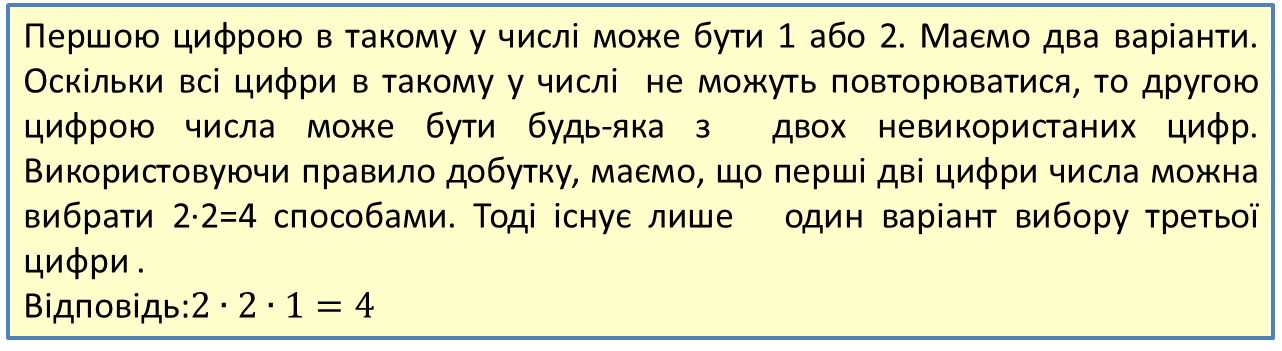 Першою цифрою в такому у числі може бути 1 або 2. Маємо два варіанти.
Оскільки всі цифри в такому у числі не можуть повторюватися, то другою
цифрою числа може бути будь-яка з двох невикористаних цифр.
Використовуючи правило добутку, маємо, що перші дві цифри числа можна
вибрати 2·2=4 способами. Тоді існує лише один варіант вибору третьої
цифри .
Відповідь:2 · 2 · 1 = 4